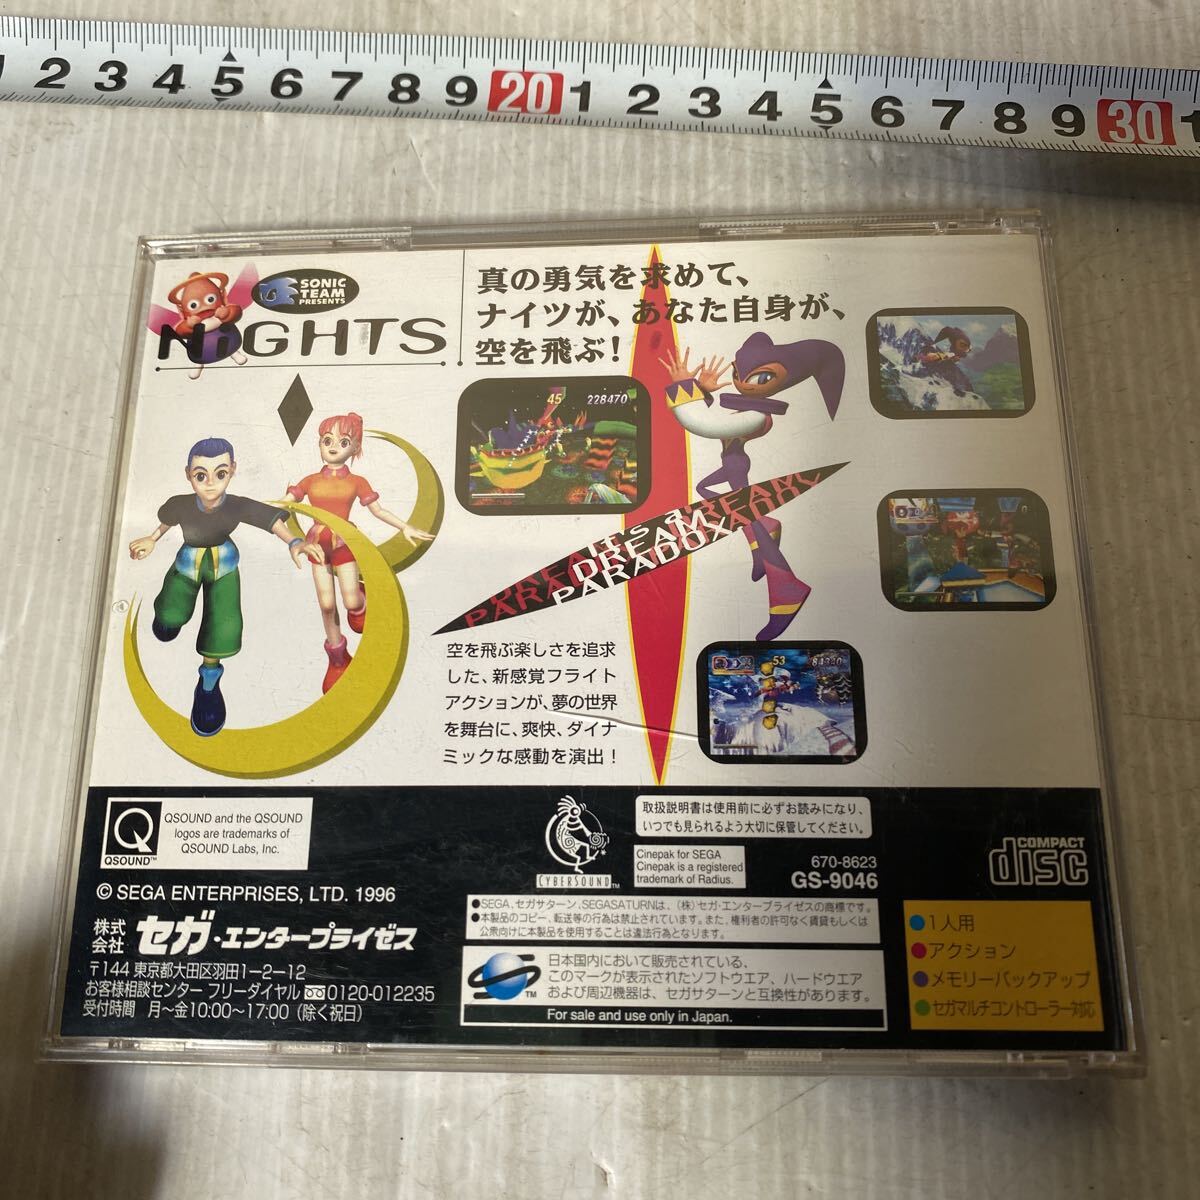 1 2 3 4 5 6 7 8 9 20 1 2 3 4 5 6 7 8 9 30 1
SONIC
TEAM
PRESENTS
NiGHTS
真の勇気を求めて、
ナイツが、あなた自身が、
空を飛ぶ!
45 228470
IT'S a
DREAM
PARADOX
53 84340
空を飛ぶ楽しさを追求
した、新感覚フライト
アクションが、夢の世界
を舞台に、爽快、ダイナ
ミックな感動を演出!
Q
QSOUND™
QSOUND and the QSOUND
logos are trademarks of
QSOUND Labs, Inc.
CYBERSOUND™
取扱説明書は使用前に必ずお読みになり、
いつでも見られるよう大切に保管してください。
Cinepak for SEGA
Cinepak is a registered
trademark of Radius.
670-8623
GS-9046
COMPACT
disc
© SEGA ENTERPRISES, LTD. 1996
株式会社 セガ・エンタープライゼス
〒144 東京都大田区羽田1-2-12
お客様相談センター フリーダイヤル 0120-012235
受付時間 月〜金10:00〜17:00（除く祝日）
●SEGA、セガサターン、SEGASATURNは、(株)セガ・エンタープライゼスの商標です。
●本製品のコピー、転送等の行為は禁止されています。また、権利者の許可なく賃貸もしくは
公衆向けに本製品を使用することは違法行為となります。
TM
日本国内において販売されている、
このマークが表示されたソフトウエア、ハードウエア
および周辺機器は、セガサターンと互換性があります。
For sale and use only in Japan.
●1人用
●アクション
●メモリーバックアップ
●セガマルチコントローラー対応